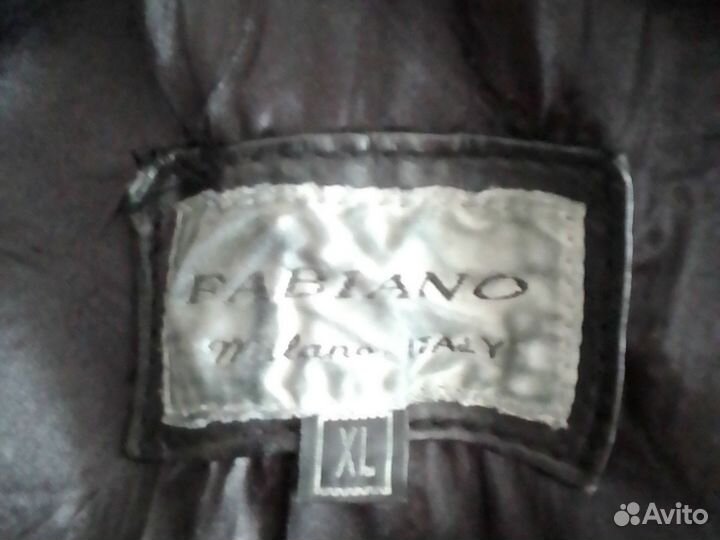 FABIANO
Milano, ITALY
XL
Avito